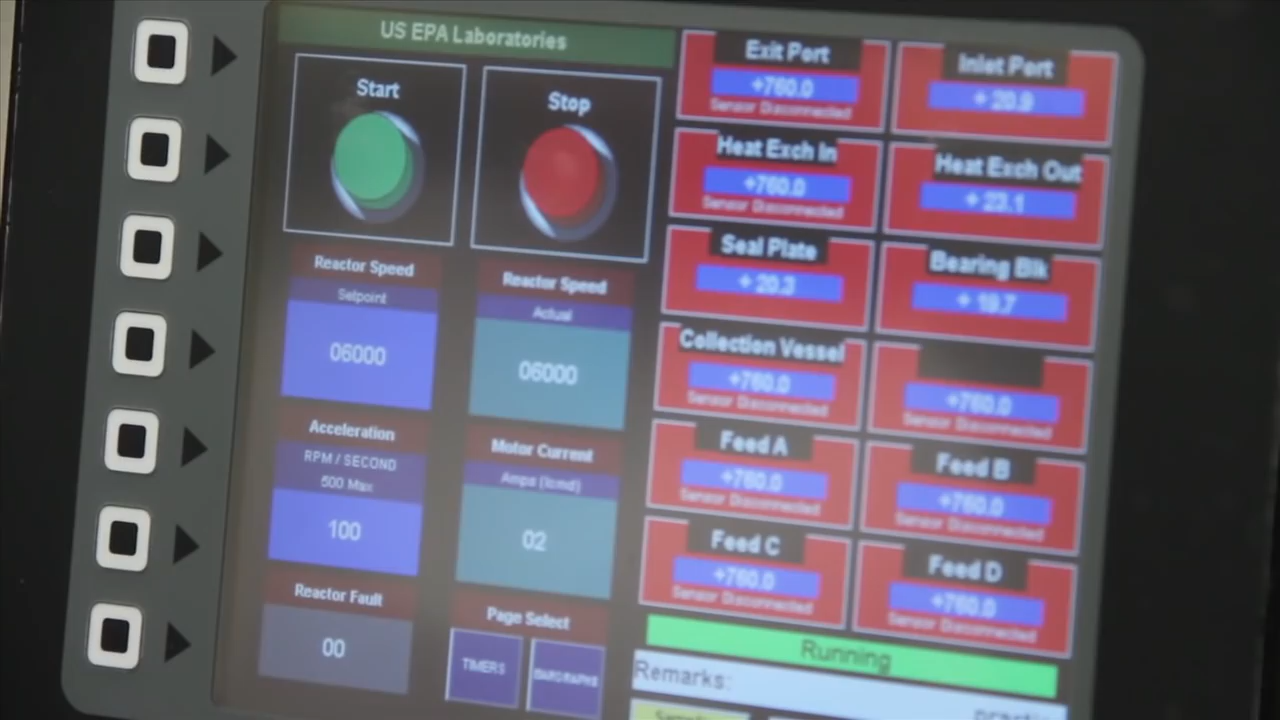 US EPA Laboratories
Start
Stop
Reactor Speed
Setpoint
06000
Reactor Speed
Actual
06000
Acceleration
RPM / SECOND
500 Max
100
Motor Current
Amps (Icmd)
02
Reactor Fault
00
Page Select
TIMERS
BARGRAPHS
Exit Port
+760.0
Sensor Disconnected
Inlet Port
+ 20.9
Heat Exch In
+760.0
Sensor Disconnected
Heat Exch Out
+ 23.1
Seal Plate
+ 20.3
Bearing Blk
+ 19.7
Collection Vessel
+760.0
Sensor Disconnected
+760.0
Sensor Disconnected
Feed A
+760.0
Sensor Disconnected
Feed B
+760.0
Sensor Disconnected
Feed C
+760.0
Sensor Disconnected
Feed D
+760.0
Sensor Disconnected
Running
Remarks: